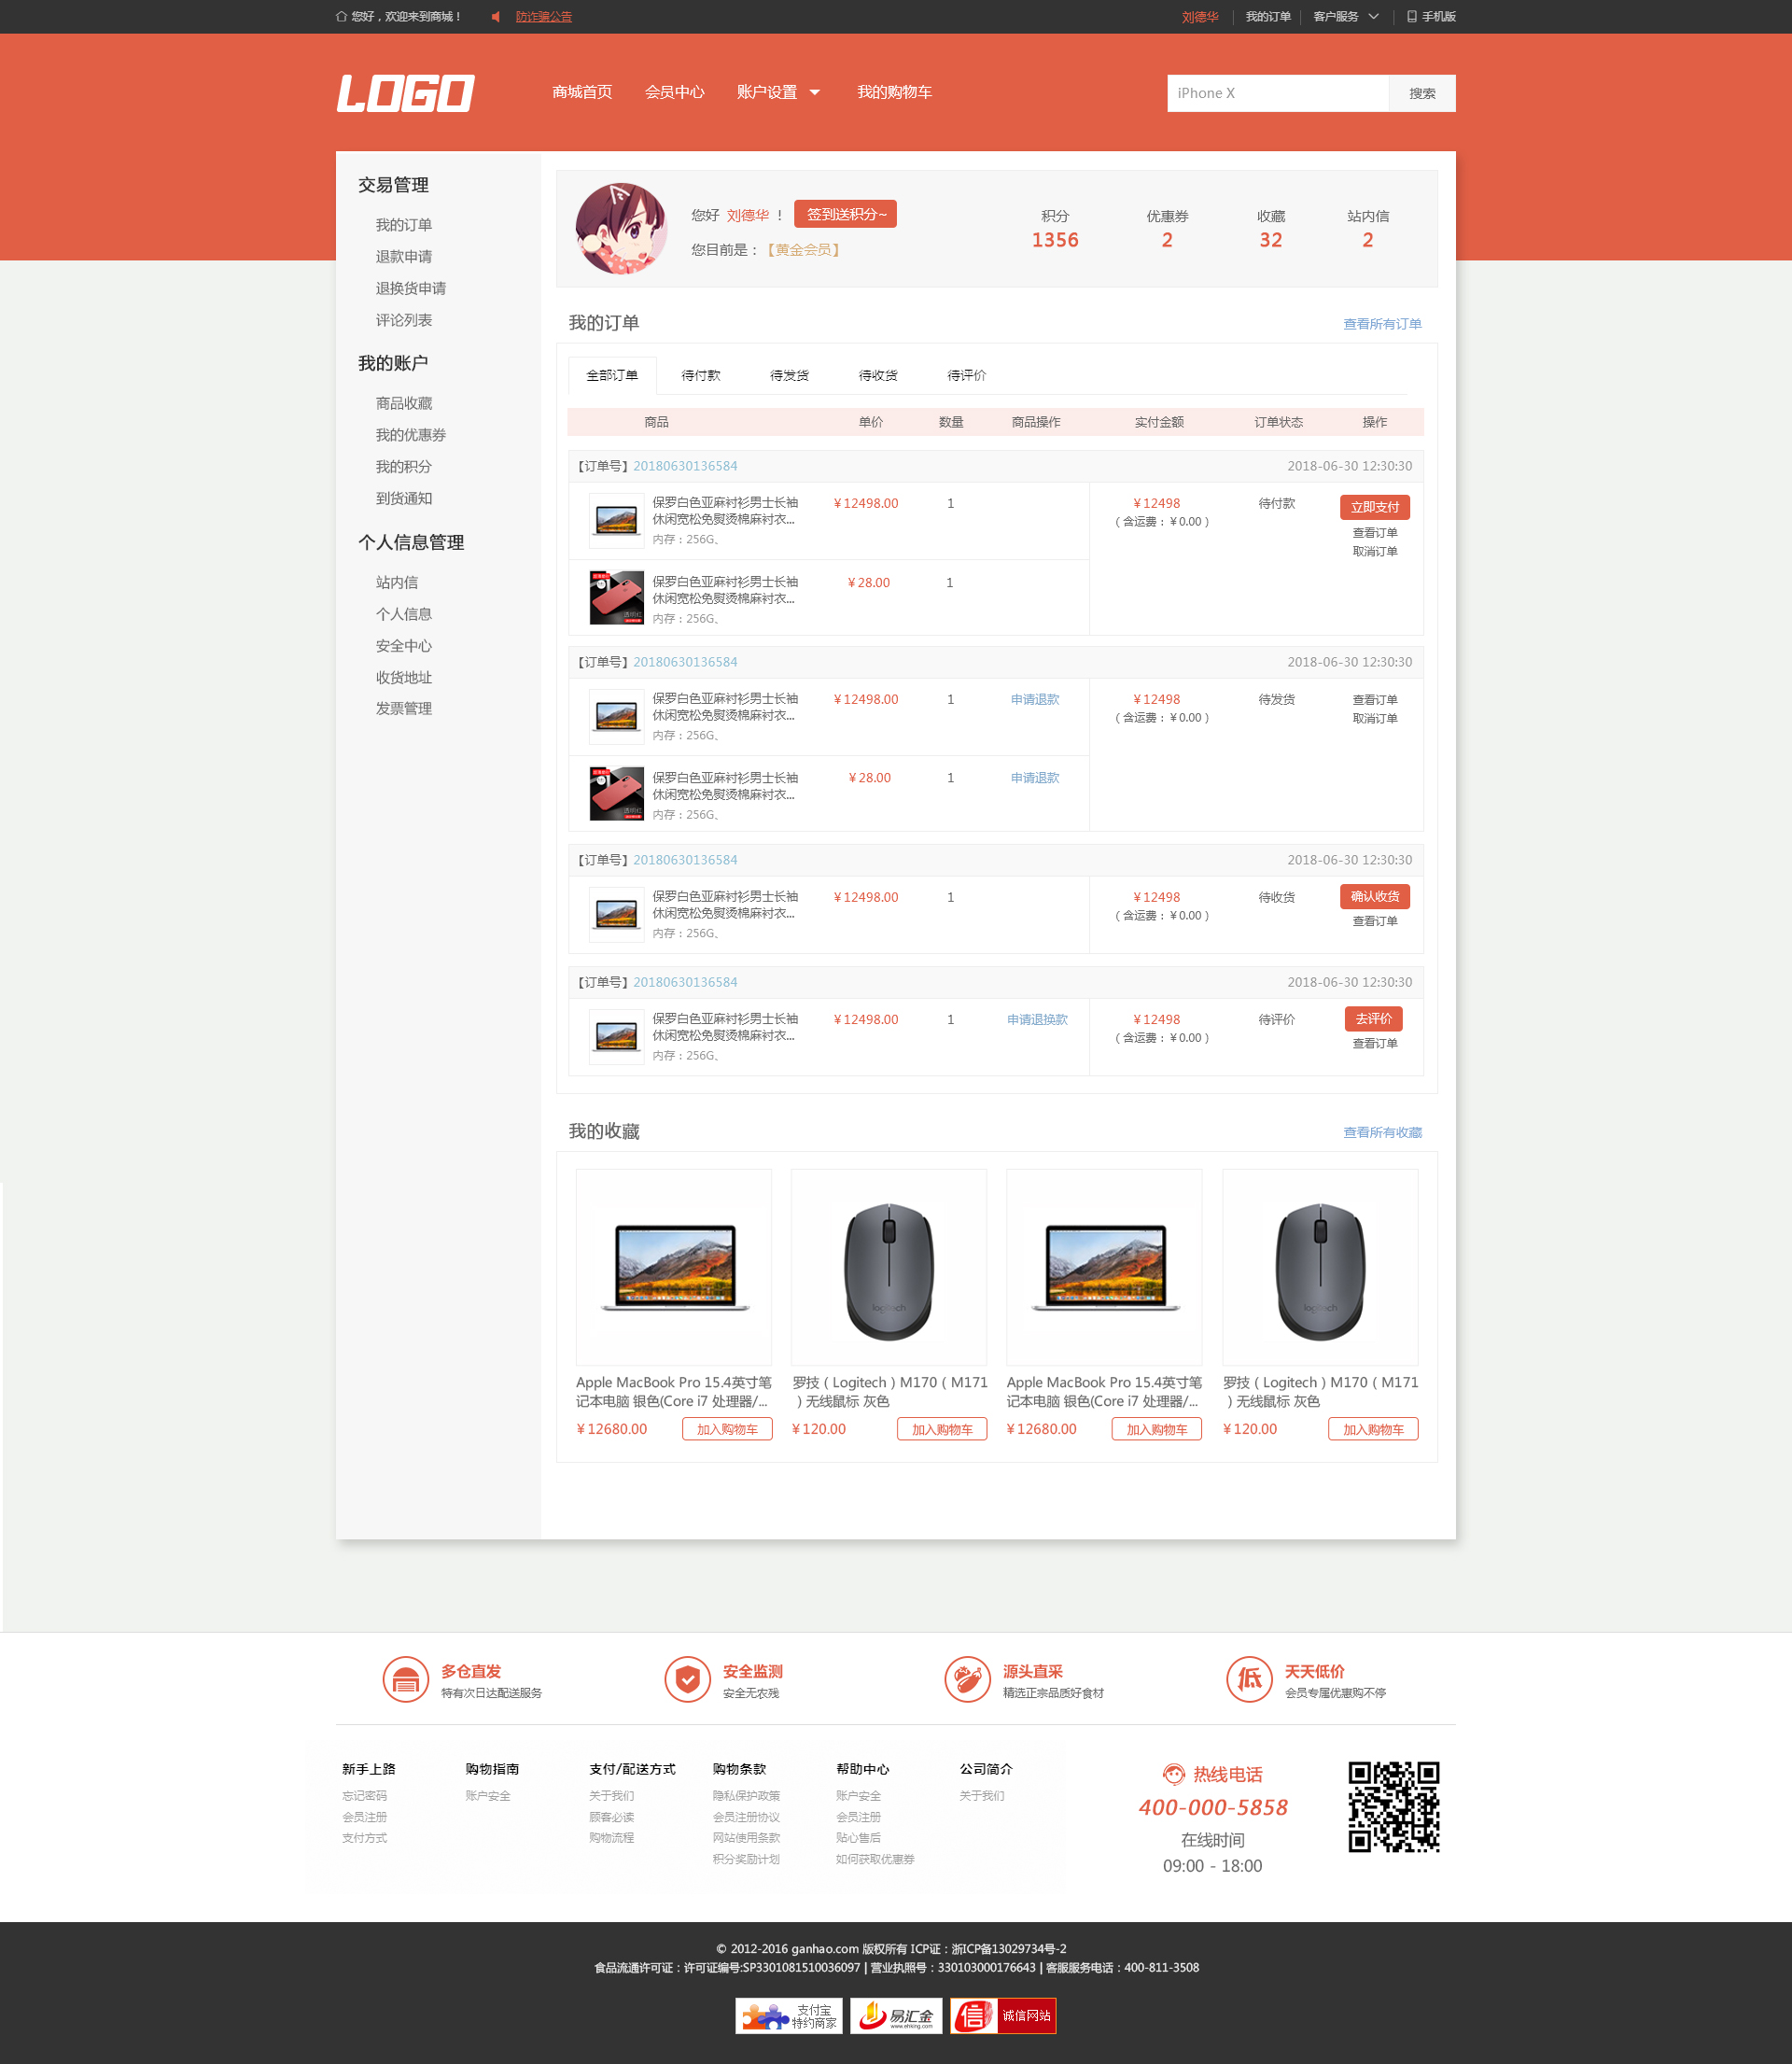 您好，欢迎来到商城！ 防诈骗公告 刘德华 我的订单 客户服务 手机版
LOGO 商城首页 会员中心 账户设置 我的购物车 iPhone X 搜索
交易管理
我的订单
退款申请
退换货申请
评论列表
我的账户
商品收藏
我的优惠券
我的积分
到货通知
个人信息管理
站内信
个人信息
安全中心
收货地址
发票管理
您好 刘德华 ！ 签到送积分~
您目前是：【黄金会员】
积分 优惠券 收藏 站内信
1356 2 32 2
我的订单 查看所有订单
全部订单 待付款 待发货 待收货 待评价
商品 单价 数量 商品操作 实付金额 订单状态 操作
【订单号】20180630136584 2018-06-30 12:30:30
保罗白色亚麻衬衫男士长袖 ￥12498.00 1 ￥12498 待付款 立即支付
休闲宽松免熨烫棉麻衬衣... （含运费：￥0.00） 查看订单
内存：256G、 取消订单
保罗白色亚麻衬衫男士长袖 ￥28.00 1
休闲宽松免熨烫棉麻衬衣...
内存：256G、
【订单号】20180630136584 2018-06-30 12:30:30
保罗白色亚麻衬衫男士长袖 ￥12498.00 1 申请退款 ￥12498 待发货 查看订单
休闲宽松免熨烫棉麻衬衣... （含运费：￥0.00） 取消订单
内存：256G、
保罗白色亚麻衬衫男士长袖 ￥28.00 1 申请退款
休闲宽松免熨烫棉麻衬衣...
内存：256G、
【订单号】20180630136584 2018-06-30 12:30:30
保罗白色亚麻衬衫男士长袖 ￥12498.00 1 ￥12498 待收货 确认收货
休闲宽松免熨烫棉麻衬衣... （含运费：￥0.00） 查看订单
内存：256G、
【订单号】20180630136584 2018-06-30 12:30:30
保罗白色亚麻衬衫男士长袖 ￥12498.00 1 申请退换款 ￥12498 待评价 去评价
休闲宽松免熨烫棉麻衬衣... （含运费：￥0.00） 查看订单
内存：256G、
我的收藏 查看所有收藏
logitech logitech
Apple MacBook Pro 15.4英寸笔
记本电脑 银色(Core i7 处理器/...
￥12680.00 加入购物车
罗技（Logitech）M170（M171
）无线鼠标 灰色
￥120.00 加入购物车
Apple MacBook Pro 15.4英寸笔
记本电脑 银色(Core i7 处理器/...
￥12680.00 加入购物车
罗技（Logitech）M170（M171
）无线鼠标 灰色
￥120.00 加入购物车
多仓直发
特有次日达配送服务
安全监测
安全无农残
源头直采
精选正宗品质好食材
低
天天低价
会员专属优惠购不停
新手上路
忘记密码
会员注册
支付方式
购物指南
账户安全
支付/配送方式
关于我们
顾客必读
购物流程
购物条款
隐私保护政策
会员注册协议
网站使用条款
积分奖励计划
帮助中心
账户安全
会员注册
贴心售后
如何获取优惠券
公司简介
关于我们
热线电话
400-000-5858
在线时间
09:00 - 18:00
© 2012-2016 ganhao.com 版权所有 ICP证：浙ICP备13029734号-2
食品流通许可证：许可证编号:SP3301081510036097 | 营业执照号：330103000176643 | 客服服务电话：400-811-3508
支付宝
特约商家
易汇金
www.ehking.com
信 诚信网站